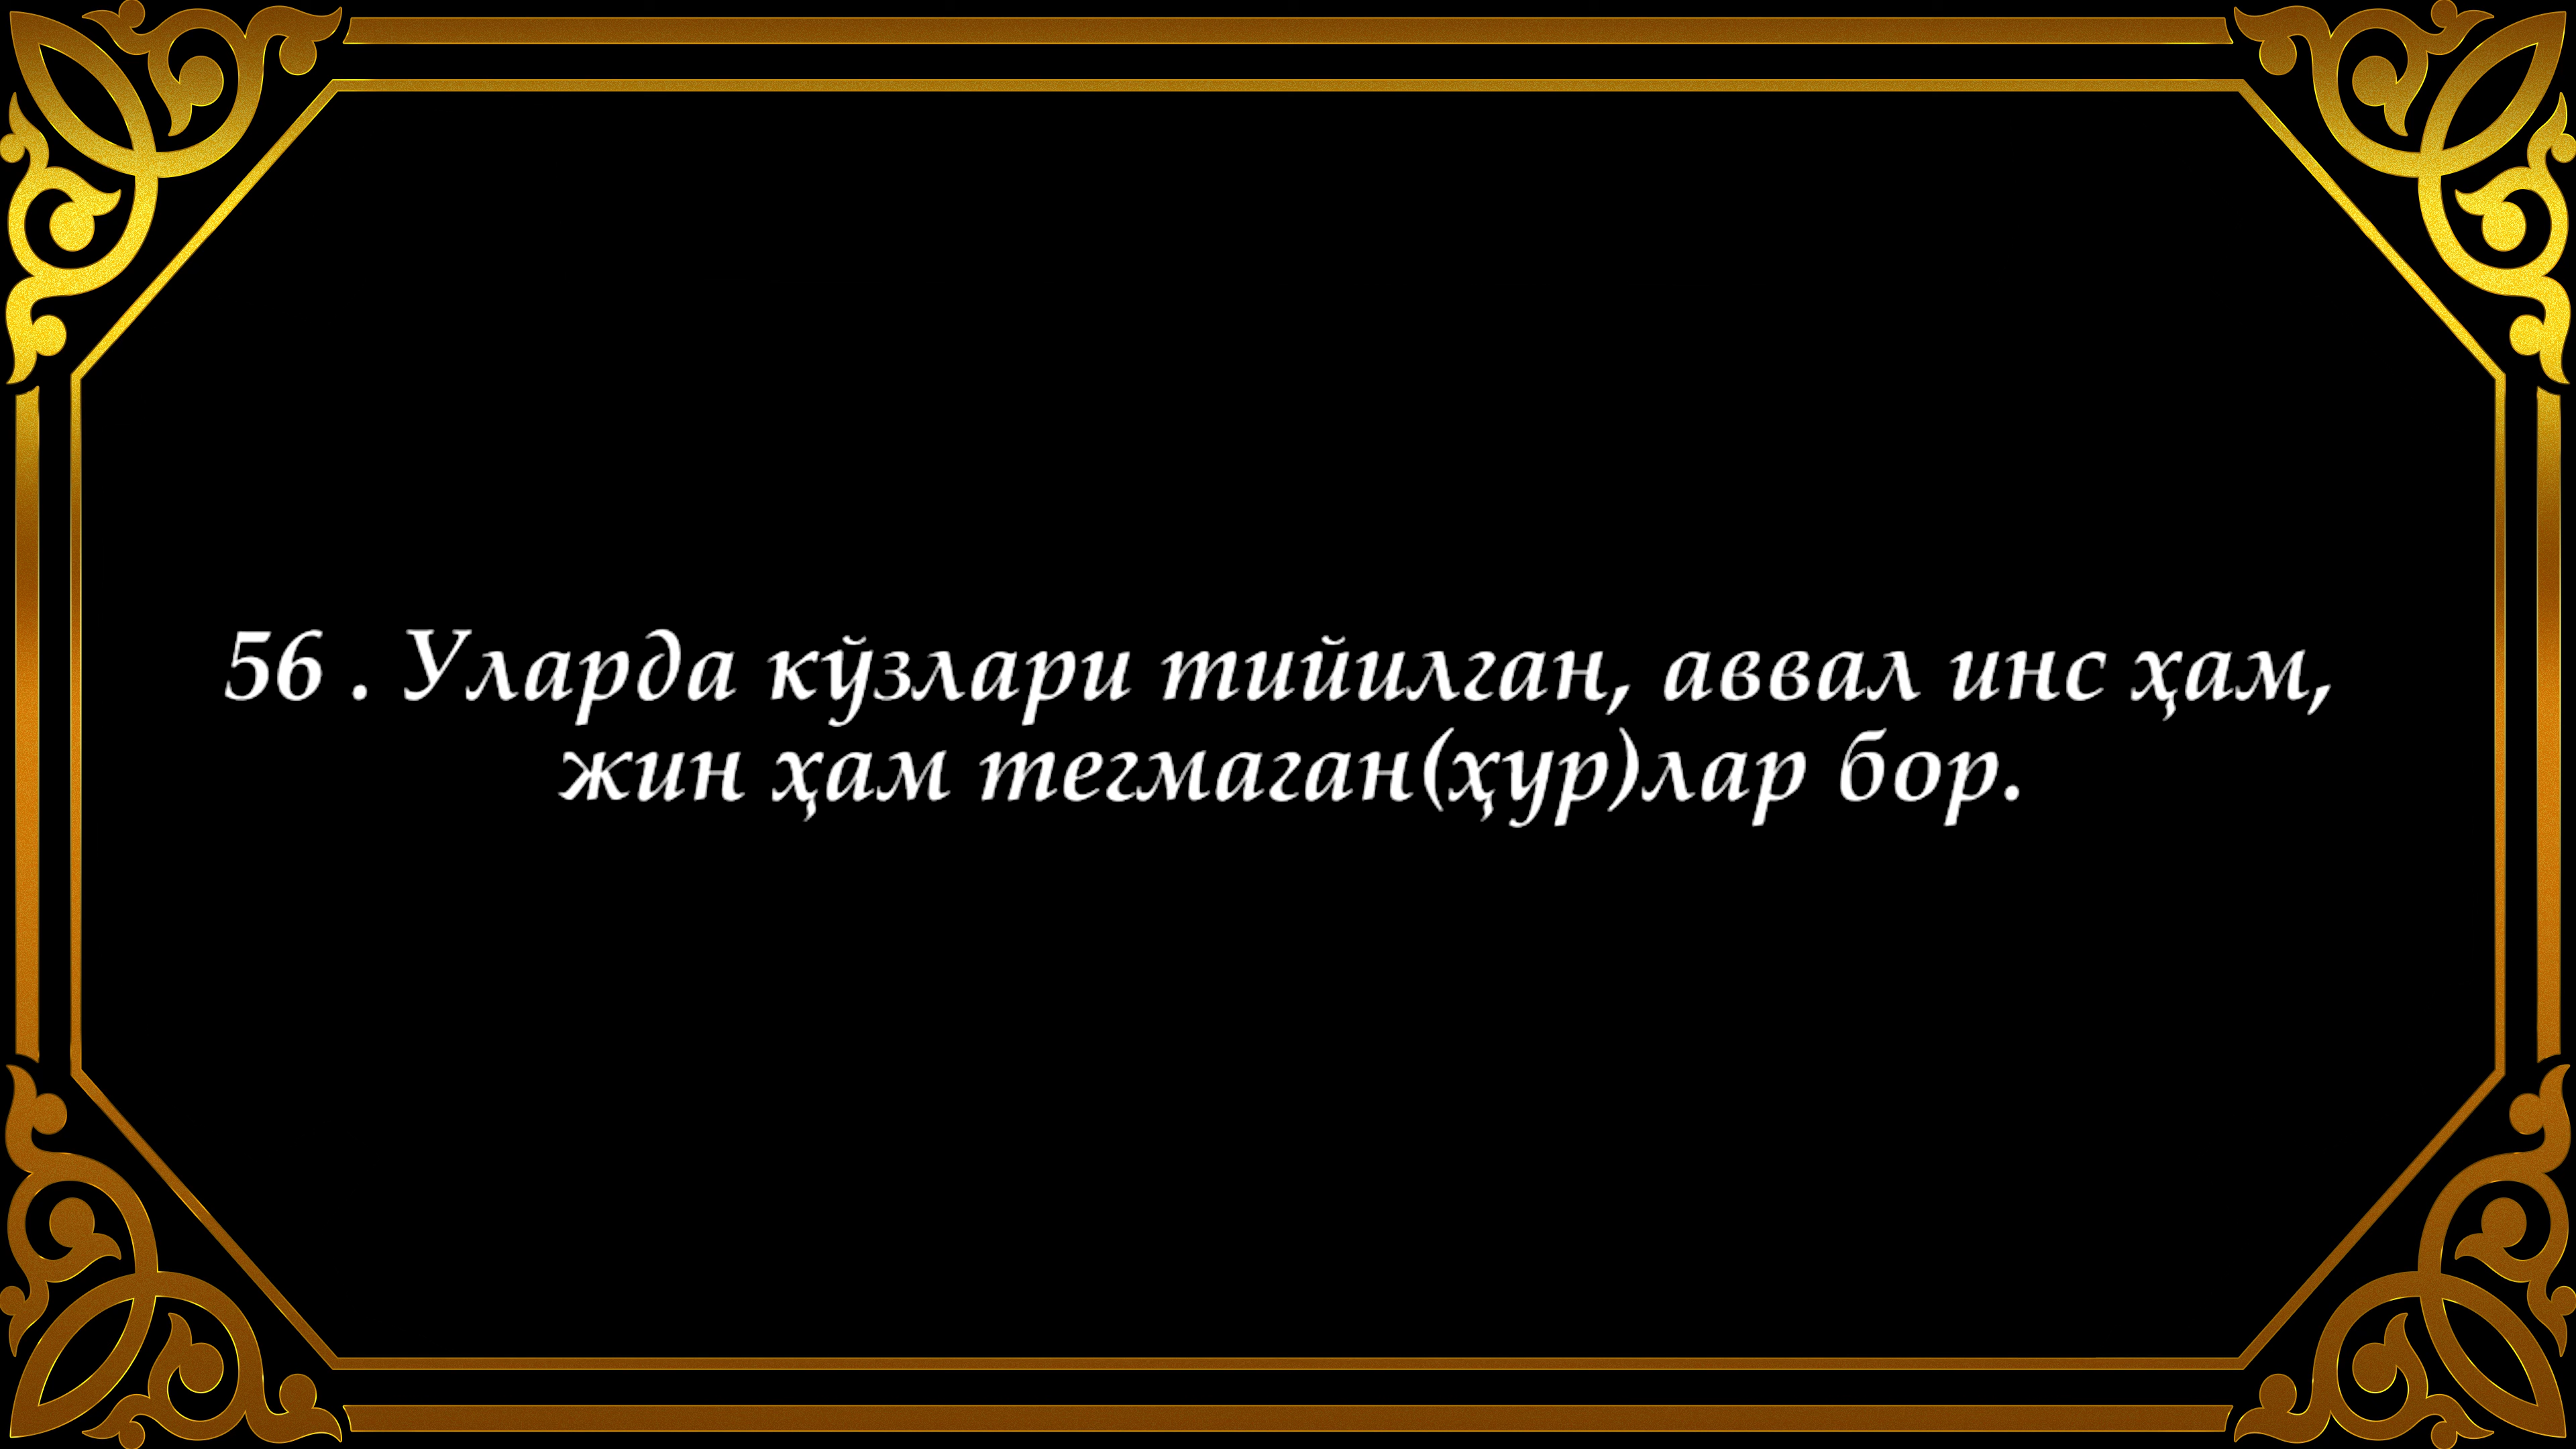 56 . Уларда кўзлари тийилган, аввал инс ҳам,
жин ҳам тегмаган(ҳур)лар бор.